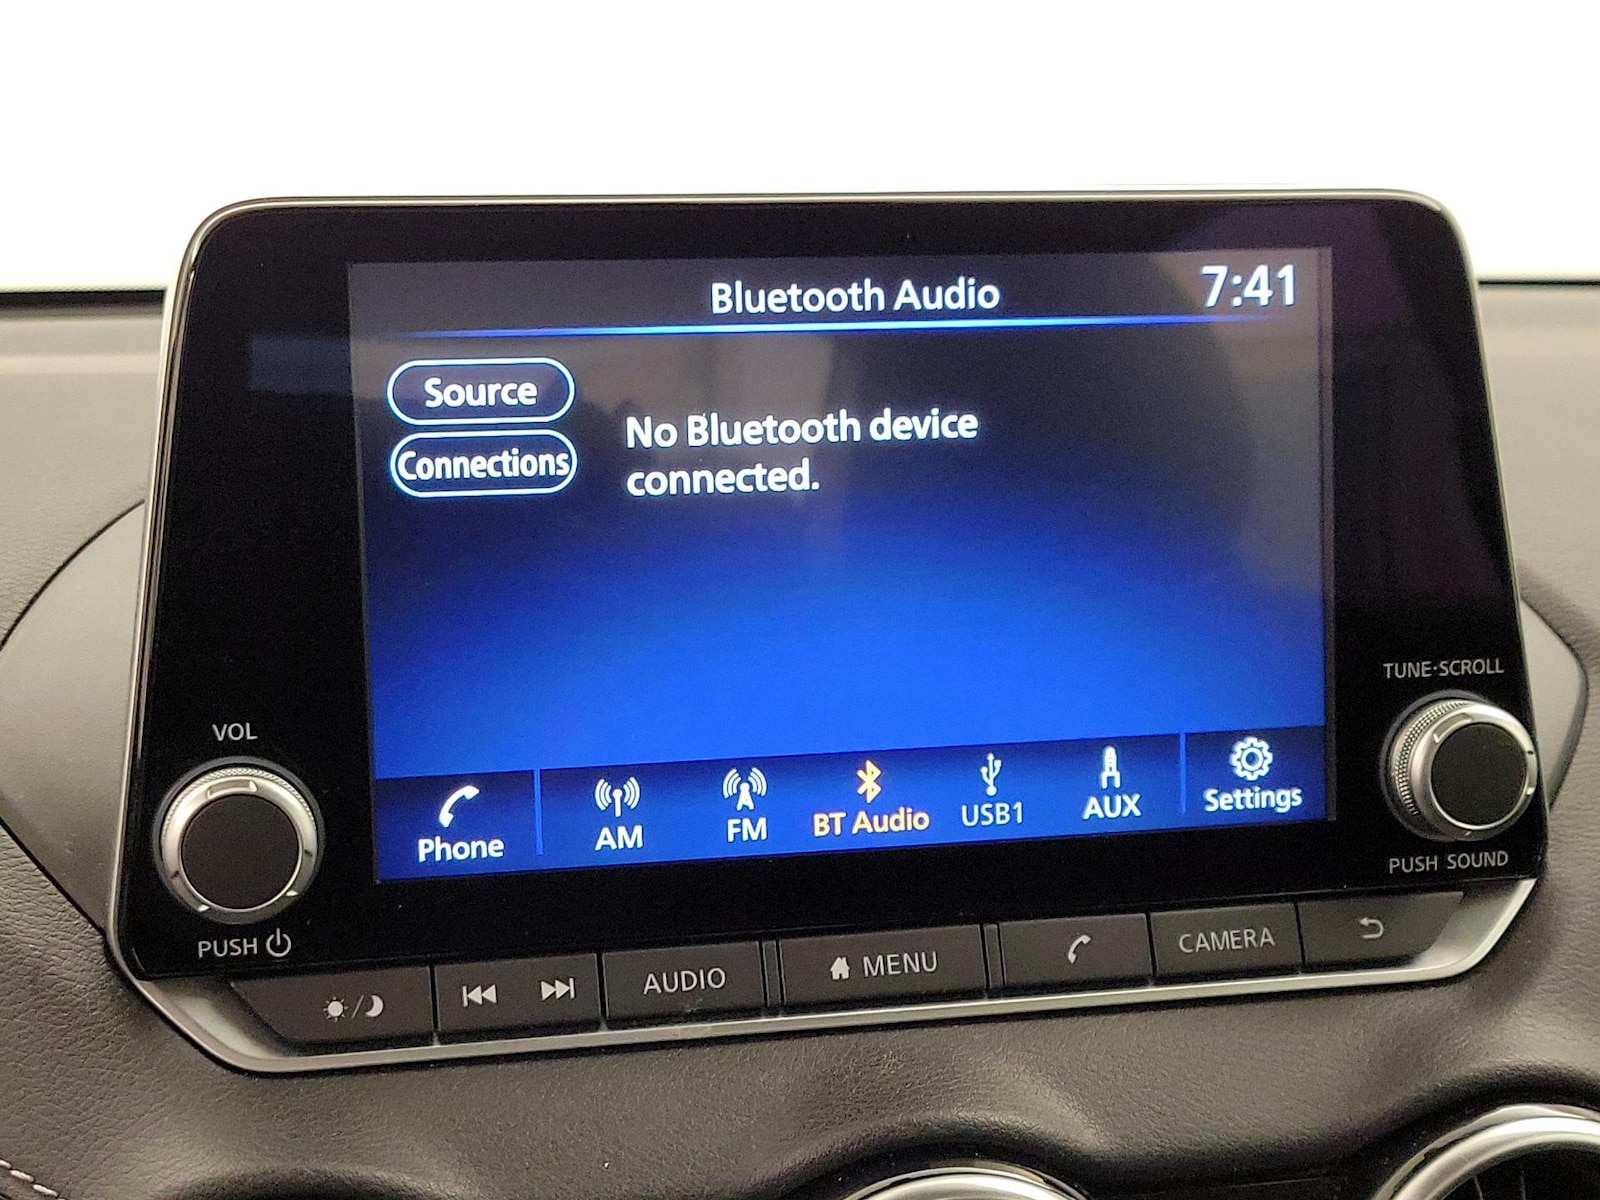 Bluetooth Audio
7:41
Source
Connections
No Bluetooth device
connected.
Phone
AM
FM
BT Audio
USB1
AUX
Settings
VOL
PUSH
TUNE·SCROLL
PUSH SOUND
AUDIO
MENU
CAMERA